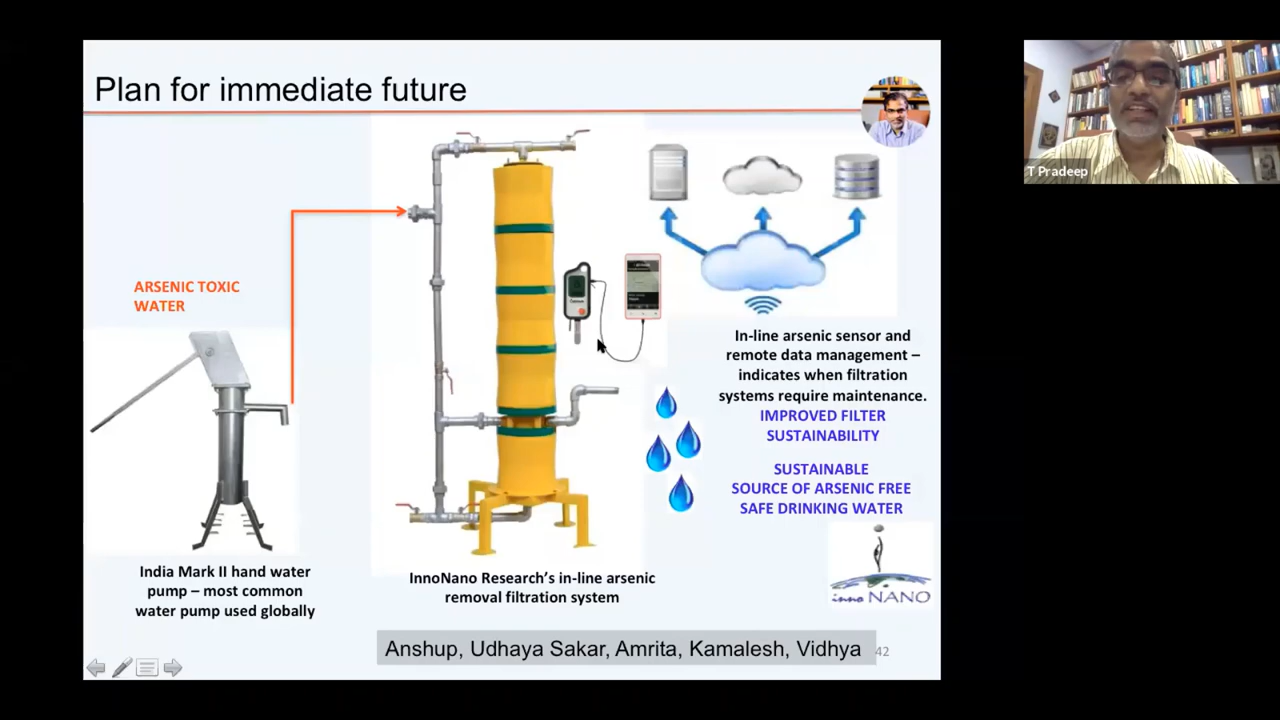 Plan for immediate future
T Pradeep
ARSENIC TOXIC
WATER
In-line arsenic sensor and
remote data management –
indicates when filtration
systems require maintenance.
IMPROVED FILTER
SUSTAINABILITY
SUSTAINABLE
SOURCE OF ARSENIC FREE
SAFE DRINKING WATER
India Mark II hand water
pump – most common
water pump used globally
InnoNano Research's in-line arsenic
removal filtration system
inno NANO
Anshup, Udhaya Sakar, Amrita, Kamalesh, Vidhya
42